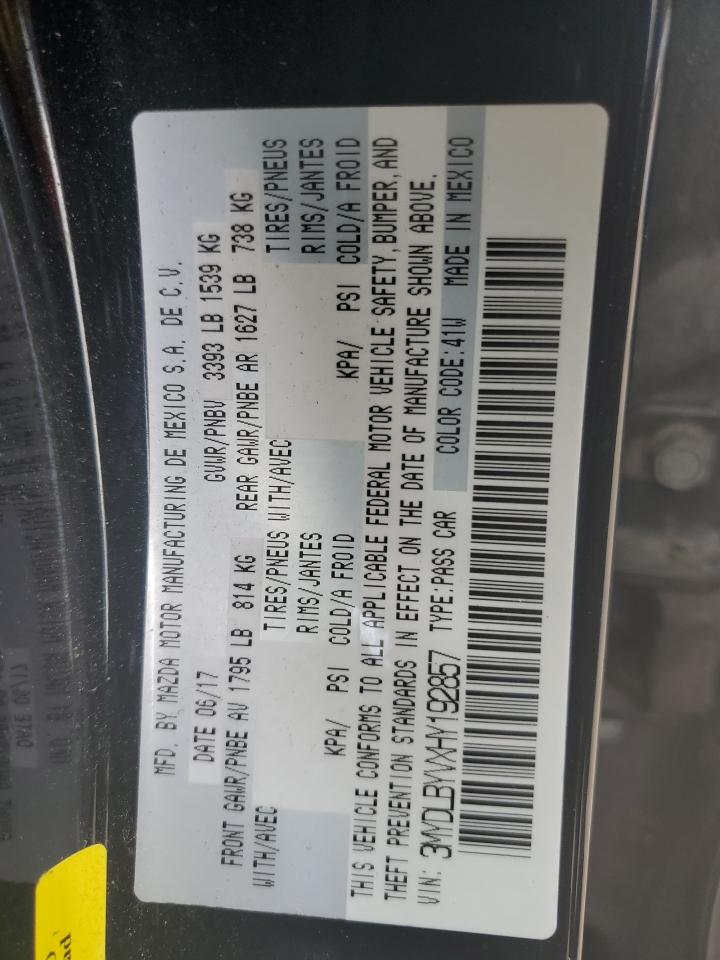 MFD. BY MAZDA MOTOR MANUFACTURING DE MEXICO S.A. DE C.V.
DATE 06/17 GVWR/PNBV 3393 LB 1539 KG
FRONT GAWR/PNBE AV 1795 LB 814 KG REAR GAWR/PNBE AR 1627 LB 738 KG
WITH/AVEC TIRES/PNEUS WITH/AVEC TIRES/PNEUS
RIMS/JANTES RIMS/JANTES
KPA/ PSI COLD/A FROID KPA/ PSI COLD/A FROID
THIS VEHICLE CONFORMS TO ALL APPLICABLE FEDERAL MOTOR VEHICLE SAFETY, BUMPER, AND
THEFT PREVENTION STANDARDS IN EFFECT ON THE DATE OF MANUFACTURE SHOWN ABOVE.
VIN: 3MYDLBYVXHY192857 TYPE:PASS CAR COLOR CODE:41W MADE IN MEXICO